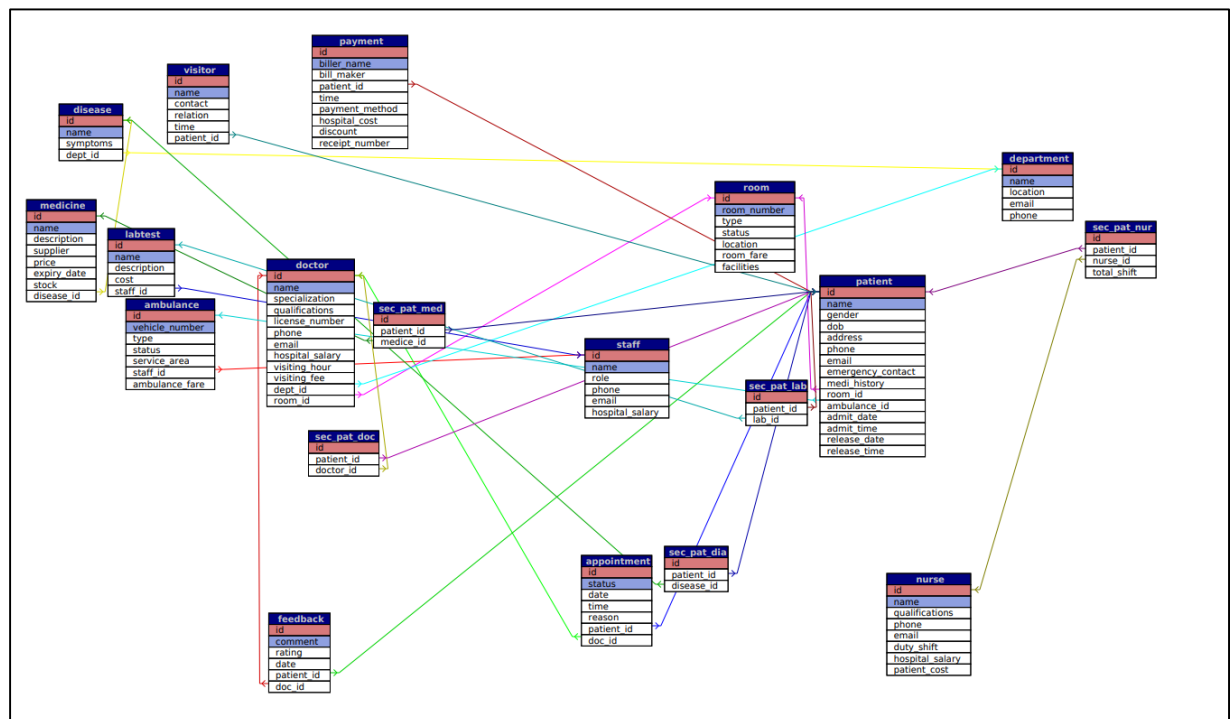 payment
id
biller_name
bill_maker
patient_id
time
payment_method
hospital_cost
discount
receipt_number
visitor
id
name
contact
relation
time
patient_id
disease
id
name
symptoms
dept_id
department
id
name
location
email
phone
room
id
room_number
type
status
location
room_fare
facilities
medicine
id
name
description
supplier
price
expiry_date
stock
disease_id
labtest
id
name
description
cost
staff_id
sec_pat_nur
id
patient_id
nurse_id
total_shift
doctor
id
name
specialization
qualifications
license_number
phone
email
hospital_salary
visiting_hour
visiting_fee
dept_id
room_id
patient
id
name
gender
dob
address
phone
email
emergency_contact
medi_history
room_id
ambulance_id
admit_date
admit_time
release_date
release_time
ambulance
id
vehicle_number
type
status
service_area
staff_id
ambulance_fare
sec_pat_med
id
patient_id
medice_id
staff
id
name
role
phone
email
hospital_salary
sec_pat_lab
id
patient_id
lab_id
sec_pat_doc
id
patient_id
doctor_id
appointment
id
status
date
time
reason
patient_id
doc_id
sec_pat_dia
id
patient_id
disease_id
nurse
id
name
qualifications
phone
email
duty_shift
hospital_salary
patient_cost
feedback
id
comment
rating
date
patient_id
doc_id